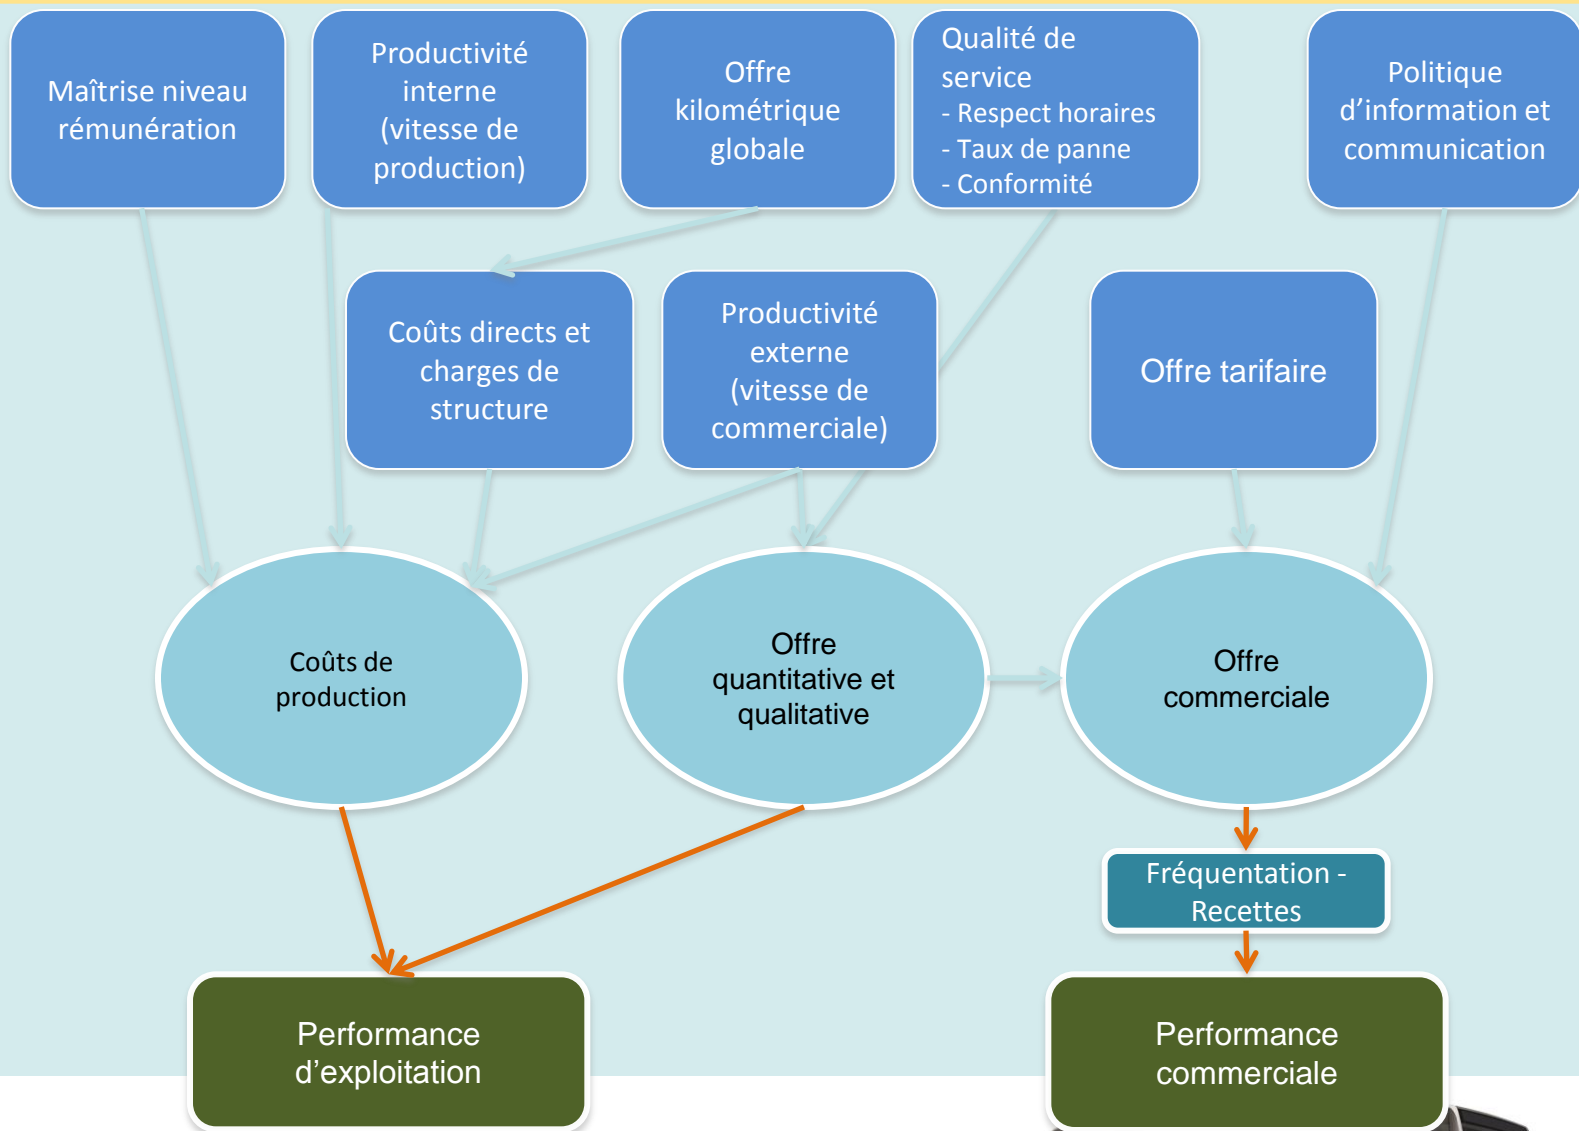 Maîtrise niveau
rémunération
Productivité
interne
(vitesse de
production)
Offre
kilométrique
globale
Qualité de
service
- Respect horaires
- Taux de panne
- Conformité
Politique
d’information et
communication
Coûts directs et
charges de
structure
Productivité
externe
(vitesse de
commerciale)
Offre tarifaire
Coûts de
production
Offre
quantitative et
qualitative
Offre
commerciale
Fréquentation -
Recettes
Performance
d’exploitation
Performance
commerciale